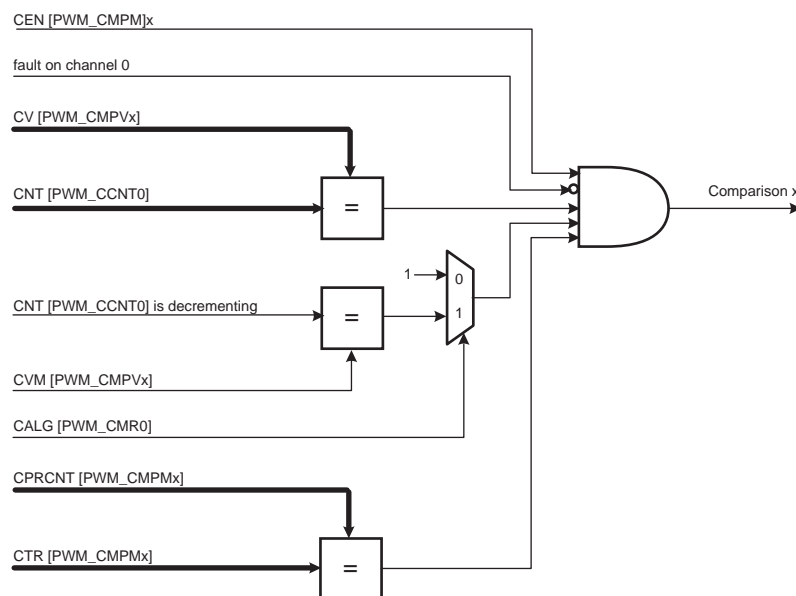 CEN [PWM_CMPM]x
fault on channel 0
CV [PWM_CMPVx]
CNT [PWM_CCNT0]
=
Comparison x
1
0
CNT [PWM_CCNT0] is decrementing
=
1
CVM [PWM_CMPVx]
CALG [PWM_CMR0]
CPRCNT [PWM_CMPMx]
CTR [PWM_CMPMx]
=